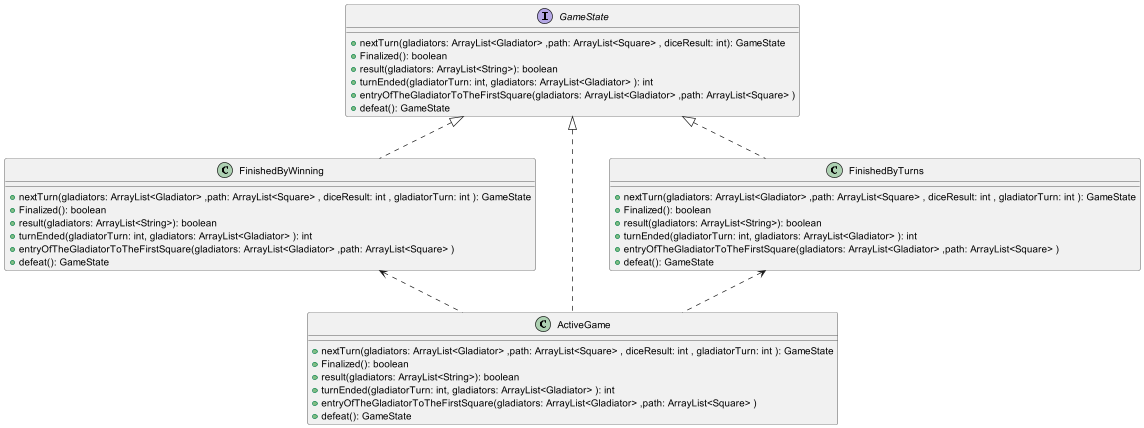 I GameState
nextTurn(gladiators: ArrayList<Gladiator> ,path: ArrayList<Square> , diceResult: int): GameState
Finalized(): boolean
result(gladiators: ArrayList<String>): boolean
turnEnded(gladiatorTurn: int, gladiators: ArrayList<Gladiator> ): int
entryOfTheGladiatorToTheFirstSquare(gladiators: ArrayList<Gladiator> ,path: ArrayList<Square> )
defeat(): GameState
C FinishedByWinning
nextTurn(gladiators: ArrayList<Gladiator> ,path: ArrayList<Square> , diceResult: int , gladiatorTurn: int ): GameState
Finalized(): boolean
result(gladiators: ArrayList<String>): boolean
turnEnded(gladiatorTurn: int, gladiators: ArrayList<Gladiator> ): int
entryOfTheGladiatorToTheFirstSquare(gladiators: ArrayList<Gladiator> ,path: ArrayList<Square> )
defeat(): GameState
C FinishedByTurns
nextTurn(gladiators: ArrayList<Gladiator> ,path: ArrayList<Square> , diceResult: int , gladiatorTurn: int ): GameState
Finalized(): boolean
result(gladiators: ArrayList<String>): boolean
turnEnded(gladiatorTurn: int, gladiators: ArrayList<Gladiator> ): int
entryOfTheGladiatorToTheFirstSquare(gladiators: ArrayList<Gladiator> ,path: ArrayList<Square> )
defeat(): GameState
C ActiveGame
nextTurn(gladiators: ArrayList<Gladiator> ,path: ArrayList<Square> , diceResult: int , gladiatorTurn: int ): GameState
Finalized(): boolean
result(gladiators: ArrayList<String>): boolean
turnEnded(gladiatorTurn: int, gladiators: ArrayList<Gladiator> ): int
entryOfTheGladiatorToTheFirstSquare(gladiators: ArrayList<Gladiator> ,path: ArrayList<Square> )
defeat(): GameState